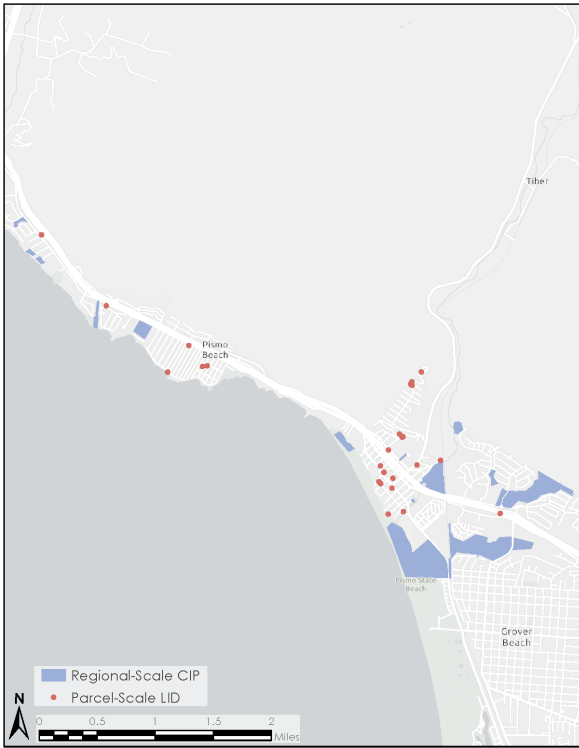 Tiber
Pismo
Beach
Pismo State
Beach
Grover
Beach
Regional-Scale CIP
Parcel-Scale LID
N
0 0.5 1 1.5 2
Miles